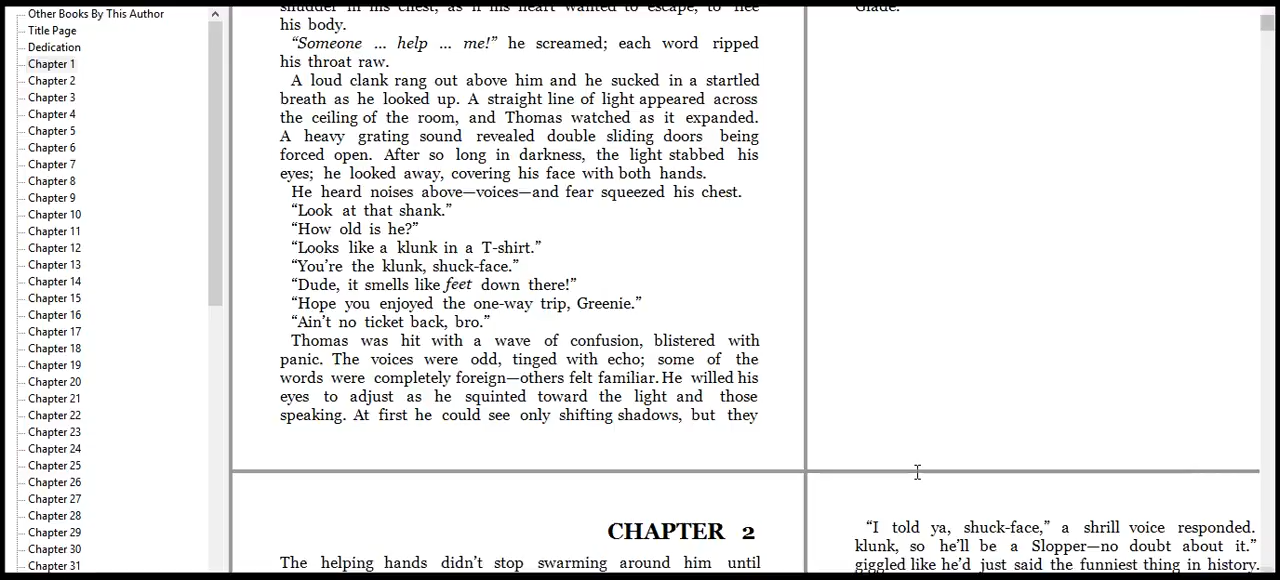 Other Books By This Author
Title Page
Dedication
Chapter 1
Chapter 2
Chapter 3
Chapter 4
Chapter 5
Chapter 6
Chapter 7
Chapter 8
Chapter 9
Chapter 10
Chapter 11
Chapter 12
Chapter 13
Chapter 14
Chapter 15
Chapter 16
Chapter 17
Chapter 18
Chapter 19
Chapter 20
Chapter 21
Chapter 22
Chapter 23
Chapter 24
Chapter 25
Chapter 26
Chapter 27
Chapter 28
Chapter 29
Chapter 30
Chapter 31
shudder in his chest, as if his heart wanted to escape, to flee
his body.
“Someone ... help ... me!” he screamed; each word ripped
his throat raw.
A loud clank rang out above him and he sucked in a startled
breath as he looked up. A straight line of light appeared across
the ceiling of the room, and Thomas watched as it expanded.
A heavy grating sound revealed double sliding doors being
forced open. After so long in darkness, the light stabbed his
eyes; he looked away, covering his face with both hands.
He heard noises above—voices—and fear squeezed his chest.
“Look at that shank.”
“How old is he?”
“Looks like a klunk in a T-shirt.”
“You’re the klunk, shuck-face.”
“Dude, it smells like feet down there!”
“Hope you enjoyed the one-way trip, Greenie.”
“Ain’t no ticket back, bro.”
Thomas was hit with a wave of confusion, blistered with
panic. The voices were odd, tinged with echo; some of the
words were completely foreign—others felt familiar. He willed his
eyes to adjust as he squinted toward the light and those
speaking. At first he could see only shifting shadows, but they
Glade.
CHAPTER 2
The helping hands didn’t stop swarming around him until
“I told ya, shuck-face,” a shrill voice responded.
klunk, so he’ll be a Slopper—no doubt about it.”
giggled like he’d just said the funniest thing in history.